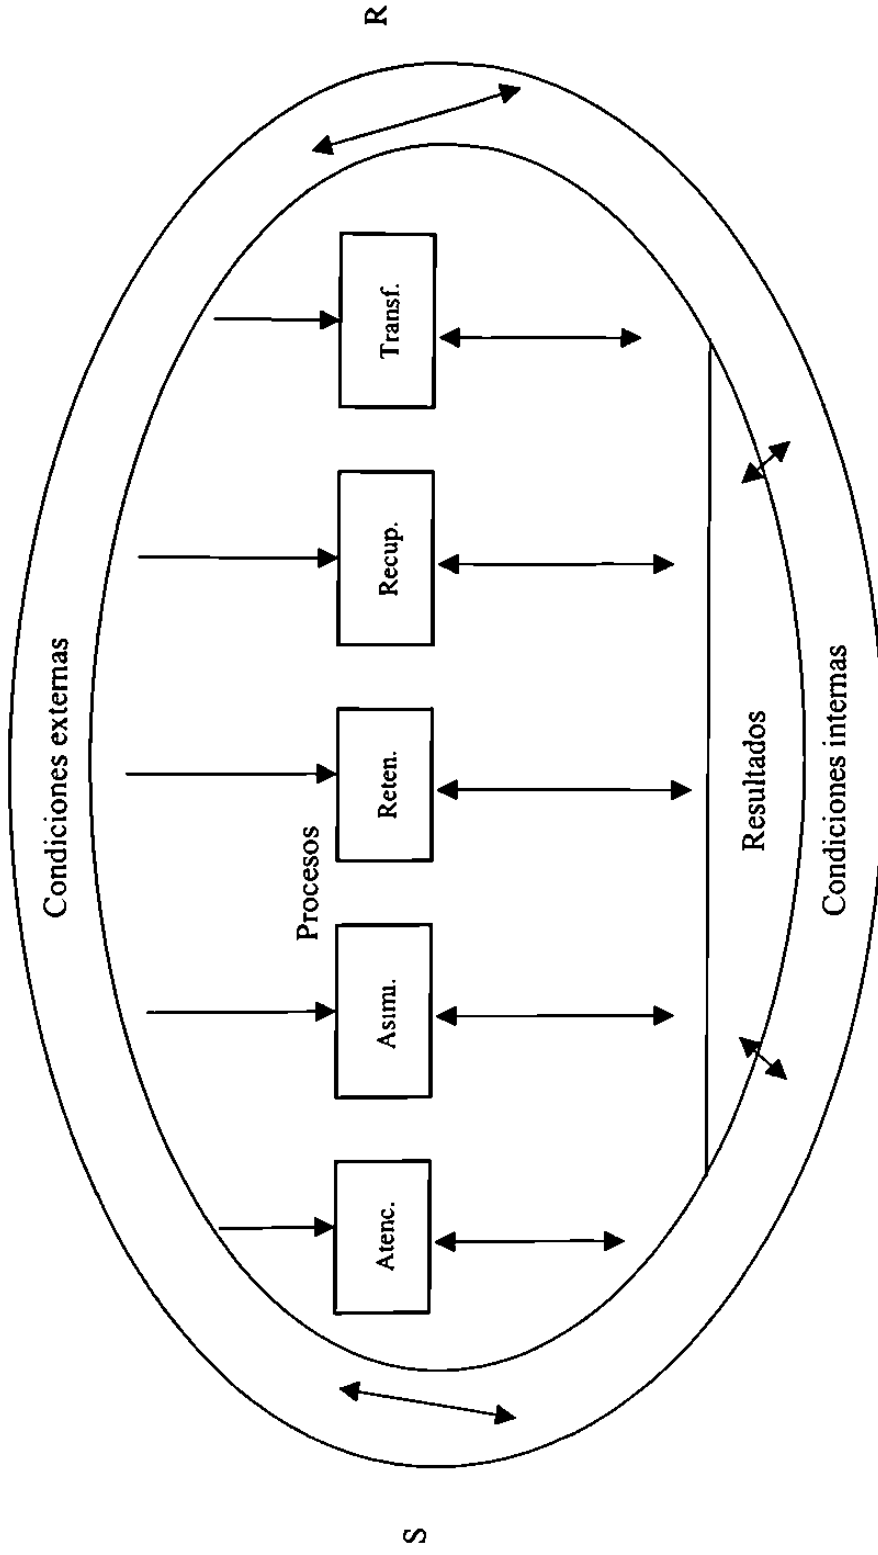 Condiciones externas
Procesos
S
Atenc.
Asimi.
Reten.
Recup.
Transf.
R
Resultados
Condiciones internas